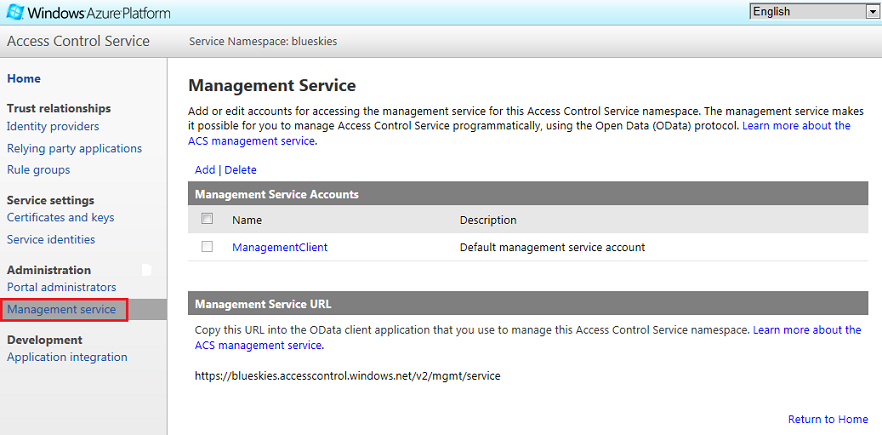 Windows Azure Platform
English
Access Control Service
Service Namespace: blueskies
Home
Trust relationships
Identity providers
Relying party applications
Rule groups
Service settings
Certificates and keys
Service identities
Administration
Portal administrators
Management service
Development
Application integration
Management Service
Add or edit accounts for accessing the management service for this Access Control Service namespace. The management service makes
it possible for you to manage Access Control Service programmatically, using the Open Data (OData) protocol. Learn more about the
ACS management service.
Add | Delete
Management Service Accounts
Name Description
ManagementClient Default management service account
Management Service URL
Copy this URL into the OData client application that you use to manage this Access Control Service namespace. Learn more about the
ACS management service.
https://blueskies.accesscontrol.windows.net/v2/mgmt/service
Return to Home